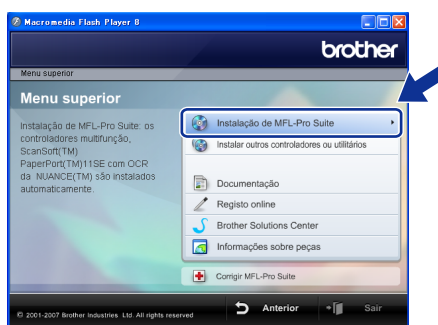 Macromedia Flash Player 8
brother
Menu superior
Menu superior
Instalação de MFL-Pro Suite: os
controladores multifunção,
ScanSoft(TM)
PaperPort(TM)11SE com OCR
da NUANCE(TM) são instalados
automaticamente.
Instalação de MFL-Pro Suite
Instalar outros controladores ou utilitários
Documentação
Registo online
Brother Solutions Center
Informações sobre peças
Corrigir MFL-Pro Suite
© 2001-2007 Brother Industries Ltd. All rights reserved
Anterior
Sair